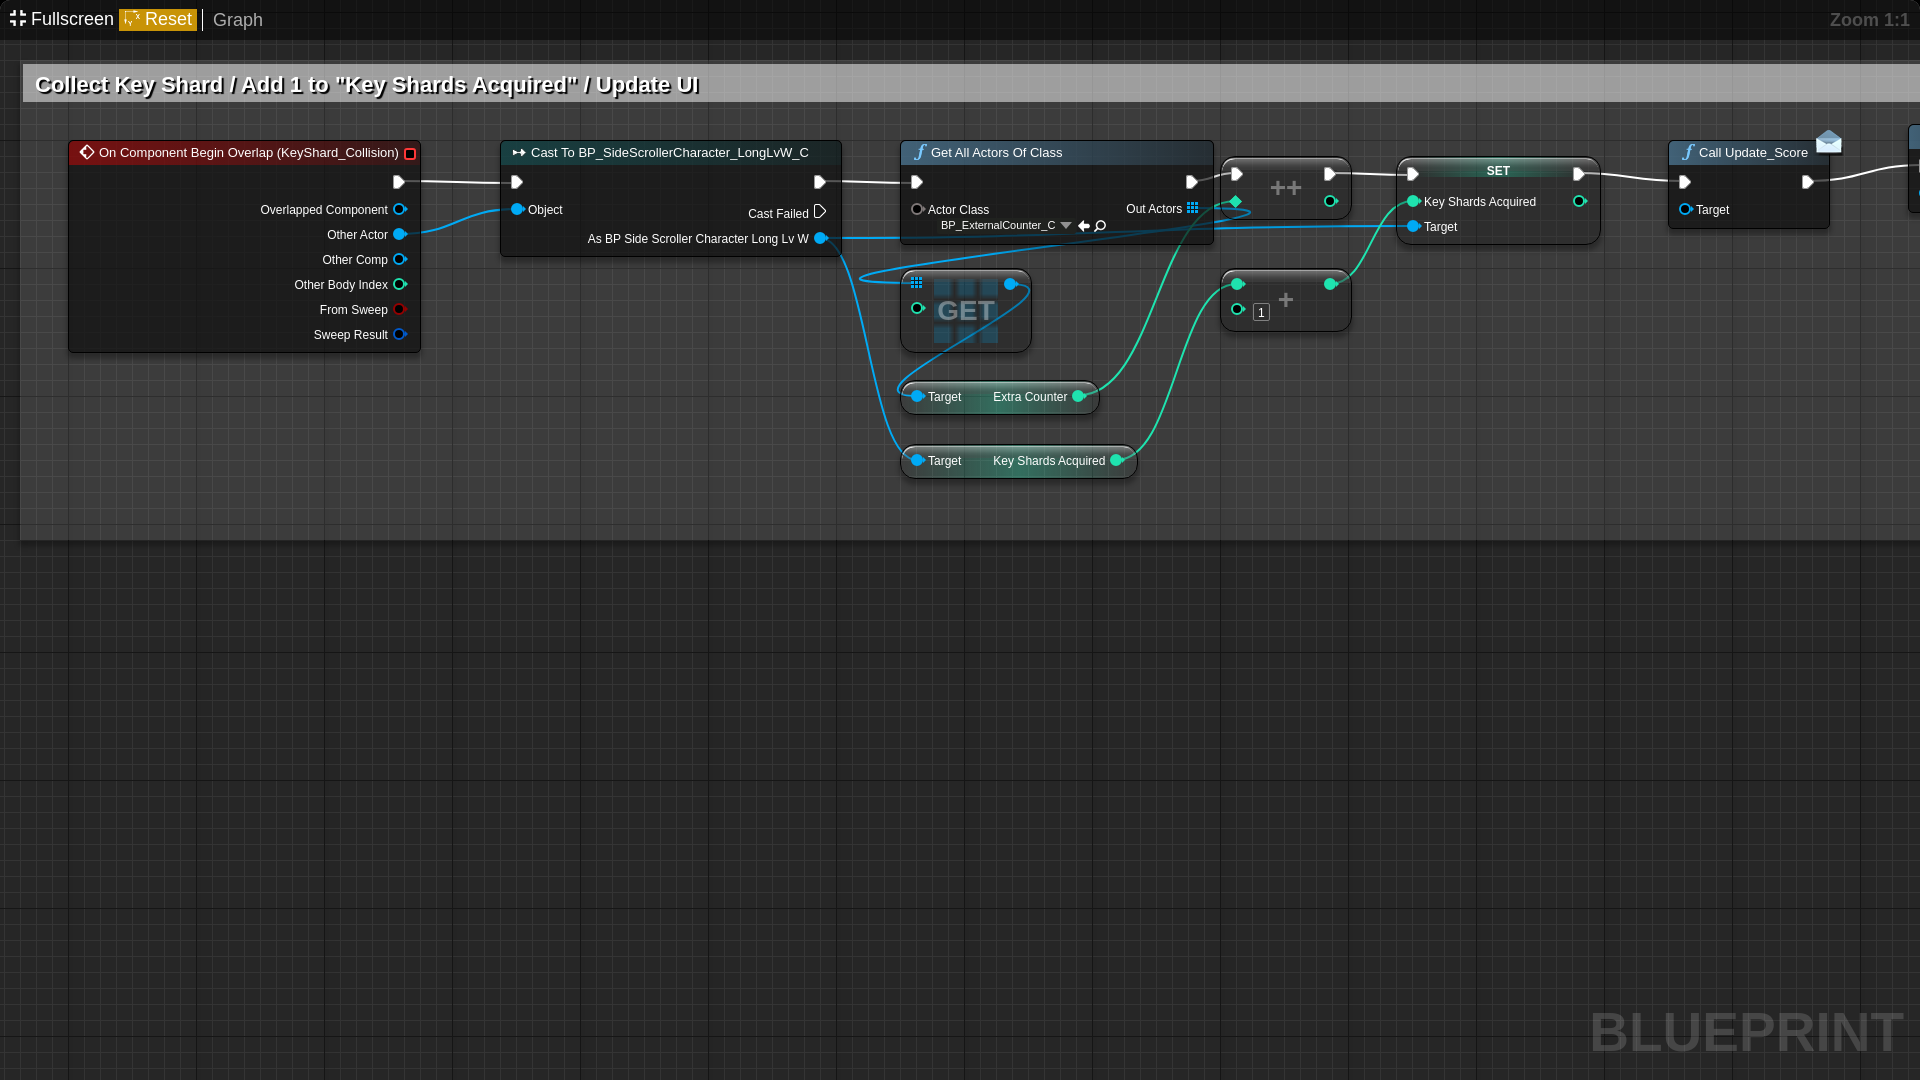 Fullscreen Reset Graph Zoom 1:1
Collect Key Shard / Add 1 to "Key Shards Acquired" / Update UI
On Component Begin Overlap (KeyShard_Collision)
Overlapped Component
Other Actor
Other Comp
Other Body Index
From Sweep
Sweep Result
Cast To BP_SideScrollerCharacter_LongLvW_C
Object
Cast Failed
As BP Side Scroller Character Long Lv W
Get All Actors Of Class
Actor Class
BP_ExternalCounter_C
Out Actors
++
SET
Key Shards Acquired
Target
Call Update_Score
Target
GET
1 +
Target Extra Counter
Target Key Shards Acquired
BLUEPRINT